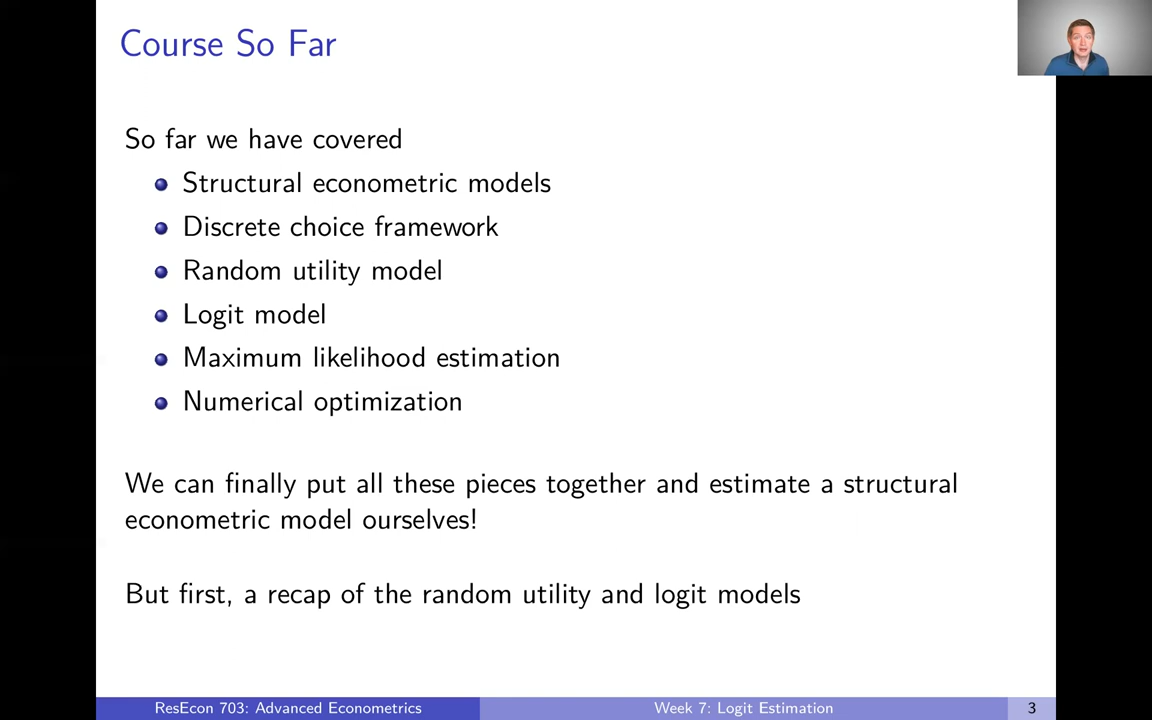 Course So Far
So far we have covered
Structural econometric models
Discrete choice framework
Random utility model
Logit model
Maximum likelihood estimation
Numerical optimization
We can finally put all these pieces together and estimate a structural
econometric model ourselves!
But first, a recap of the random utility and logit models
ResEcon 703: Advanced Econometrics
Week 7: Logit Estimation
3